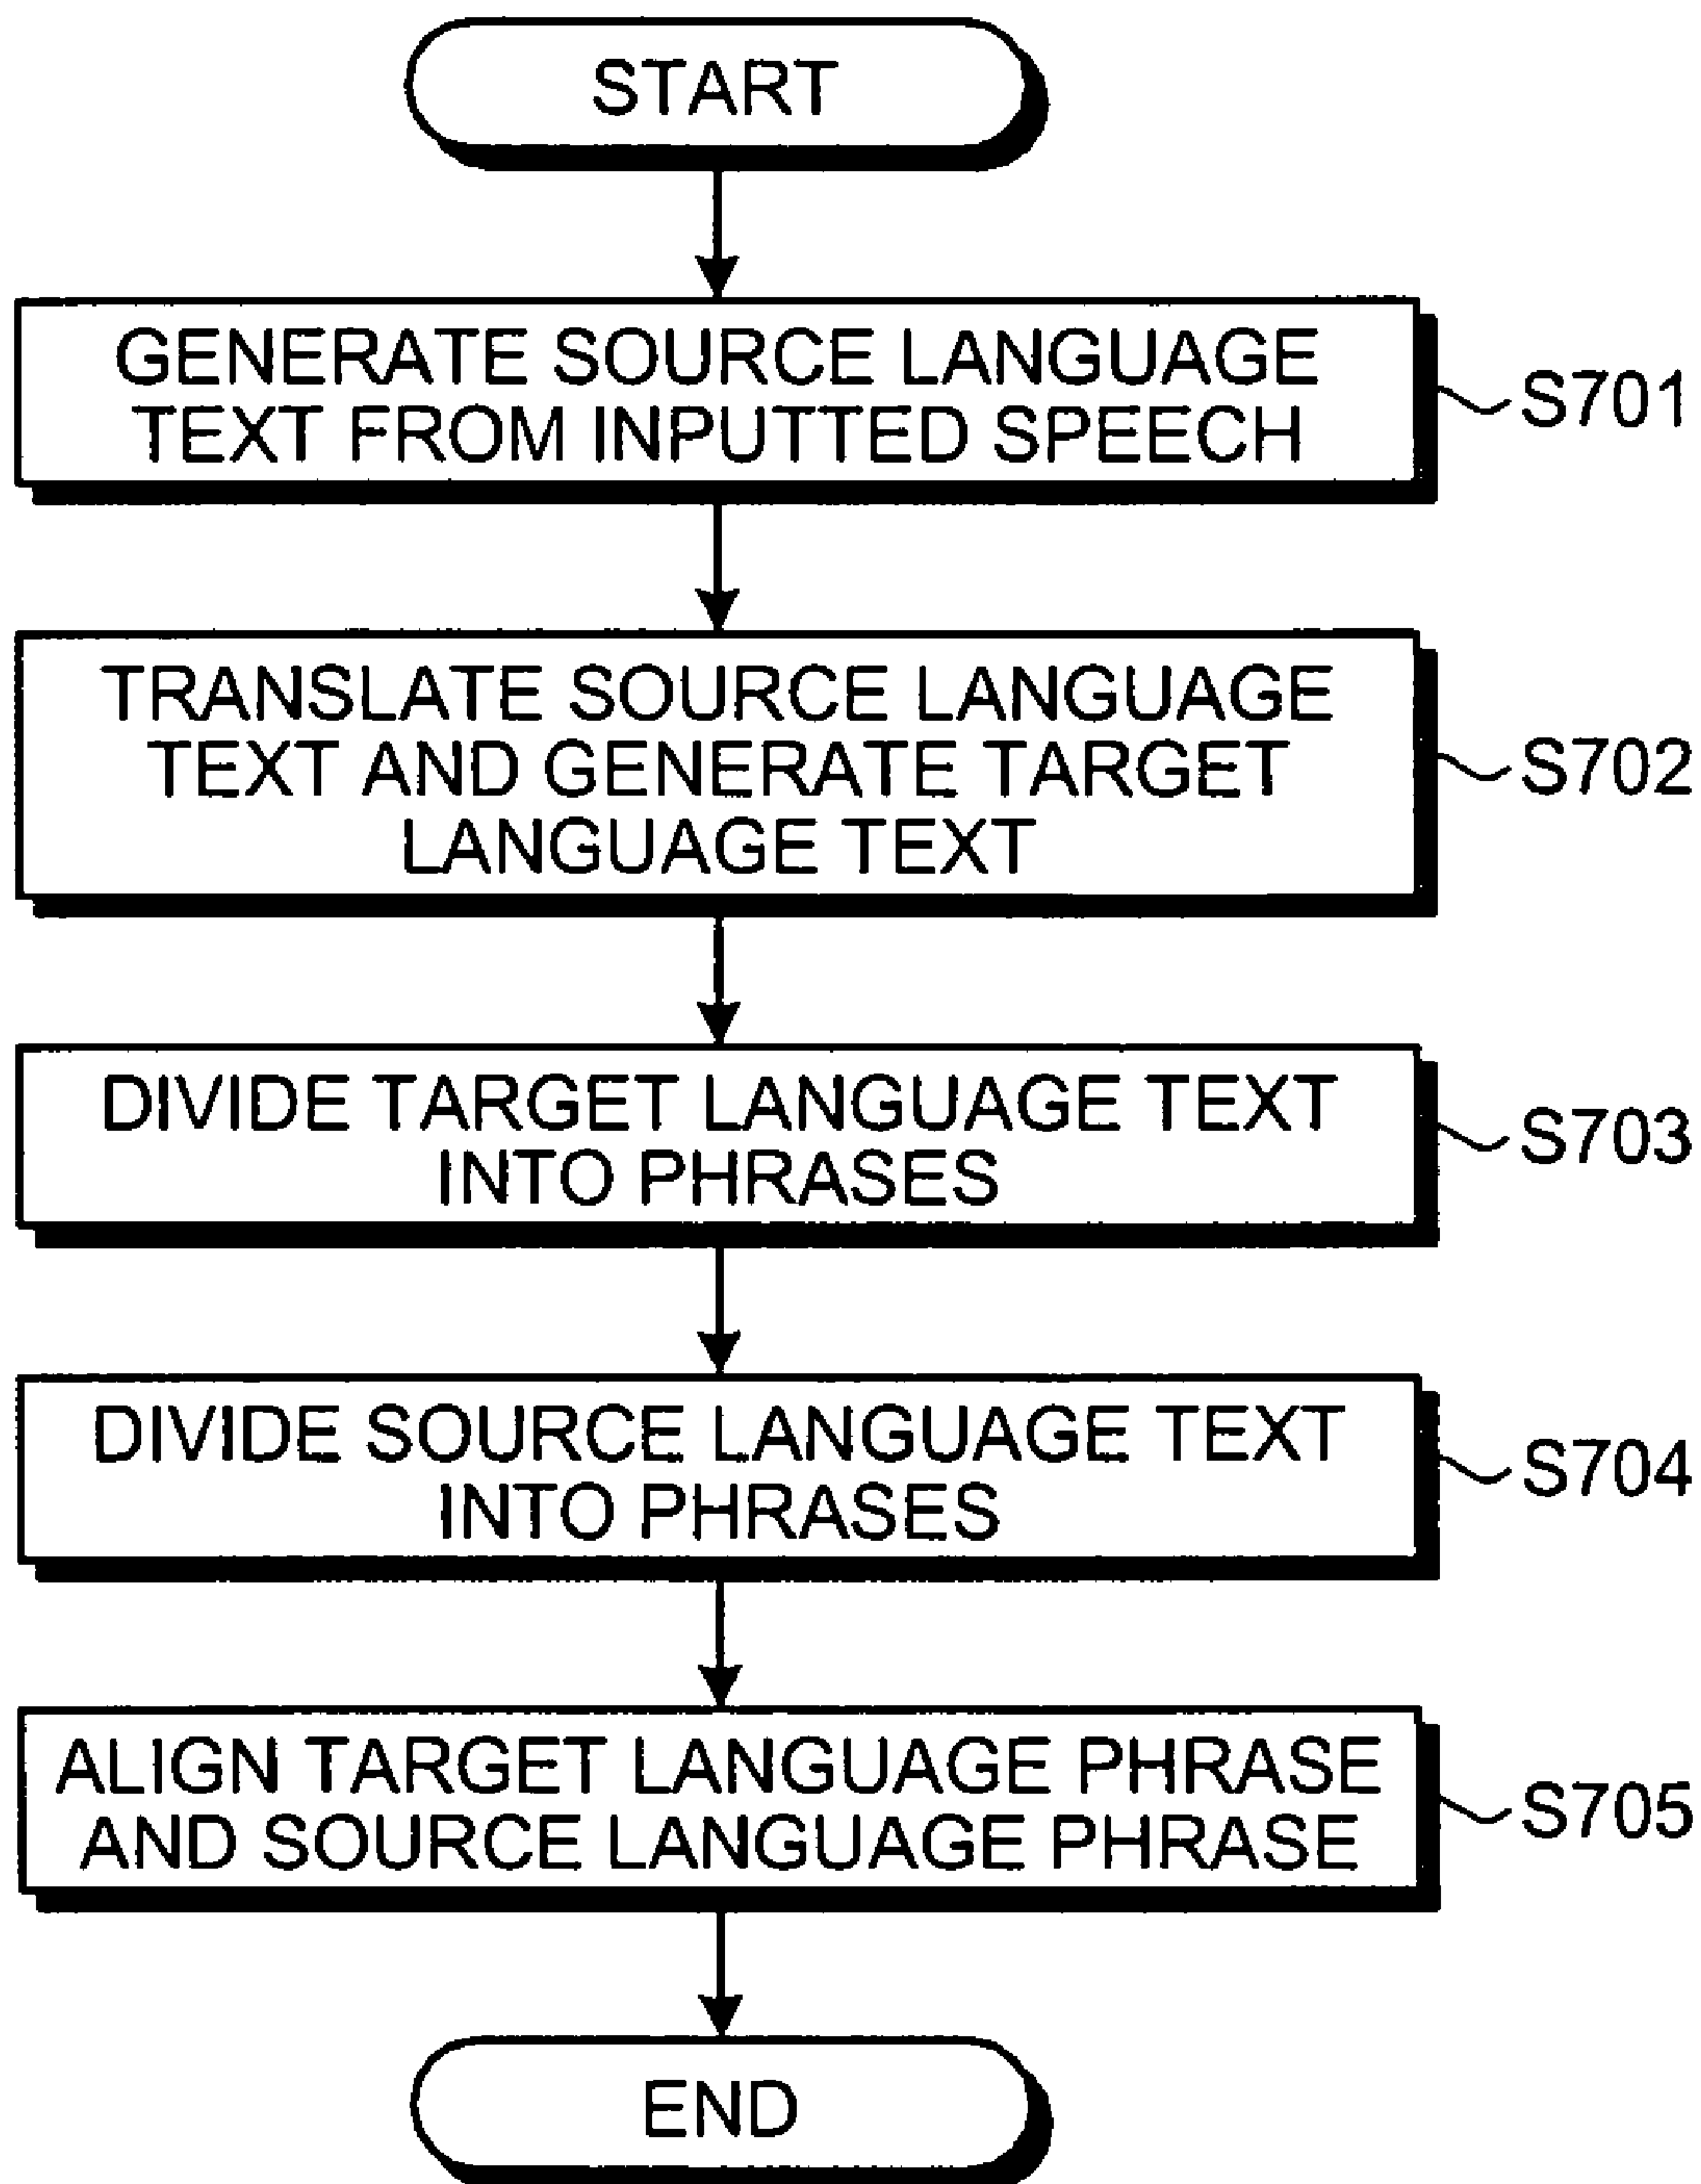 START
GENERATE SOURCE LANGUAGE
TEXT FROM INPUTTED SPEECH
S701
TRANSLATE SOURCE LANGUAGE
TEXT AND GENERATE TARGET
LANGUAGE TEXT
S702
DIVIDE TARGET LANGUAGE TEXT
INTO PHRASES
S703
DIVIDE SOURCE LANGUAGE TEXT
INTO PHRASES
S704
ALIGN TARGET LANGUAGE PHRASE
AND SOURCE LANGUAGE PHRASE
S705
END